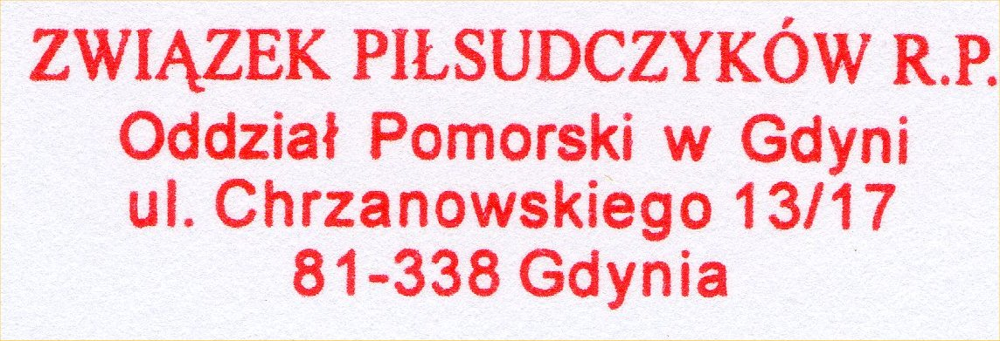 ZWIĄZEK PIŁSUDCZYKÓW R.P.
Oddział Pomorski w Gdyni
ul. Chrzanowskiego 13/17
81-338 Gdynia